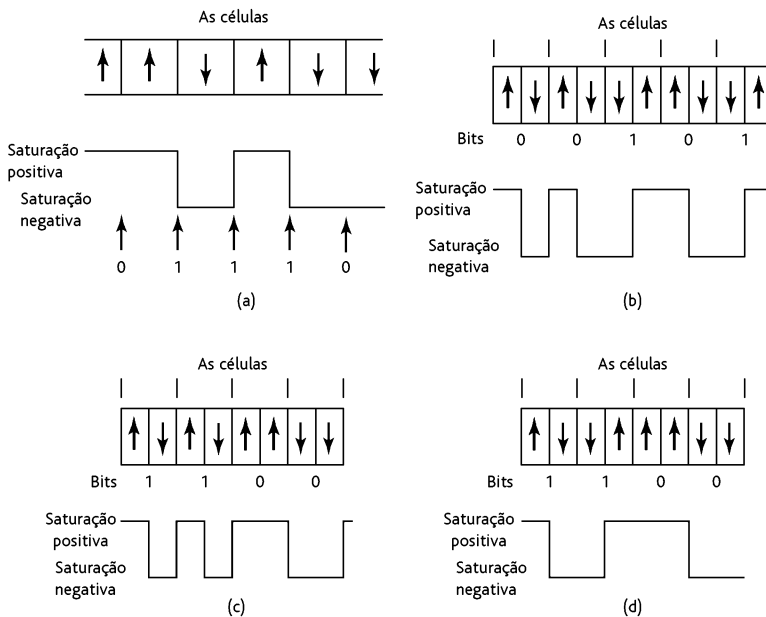 As células
Saturação
positiva
Saturação
negativa
0 1 1 1 0
(a)
As células
Bits 0 0 1 0 1
Saturação
positiva
Saturação
negativa
(b)
As células
Bits 1 1 0 0
Saturação
positiva
Saturação
negativa
(c)
As células
Bits 1 1 0 0
Saturação
positiva
Saturação
negativa
(d)